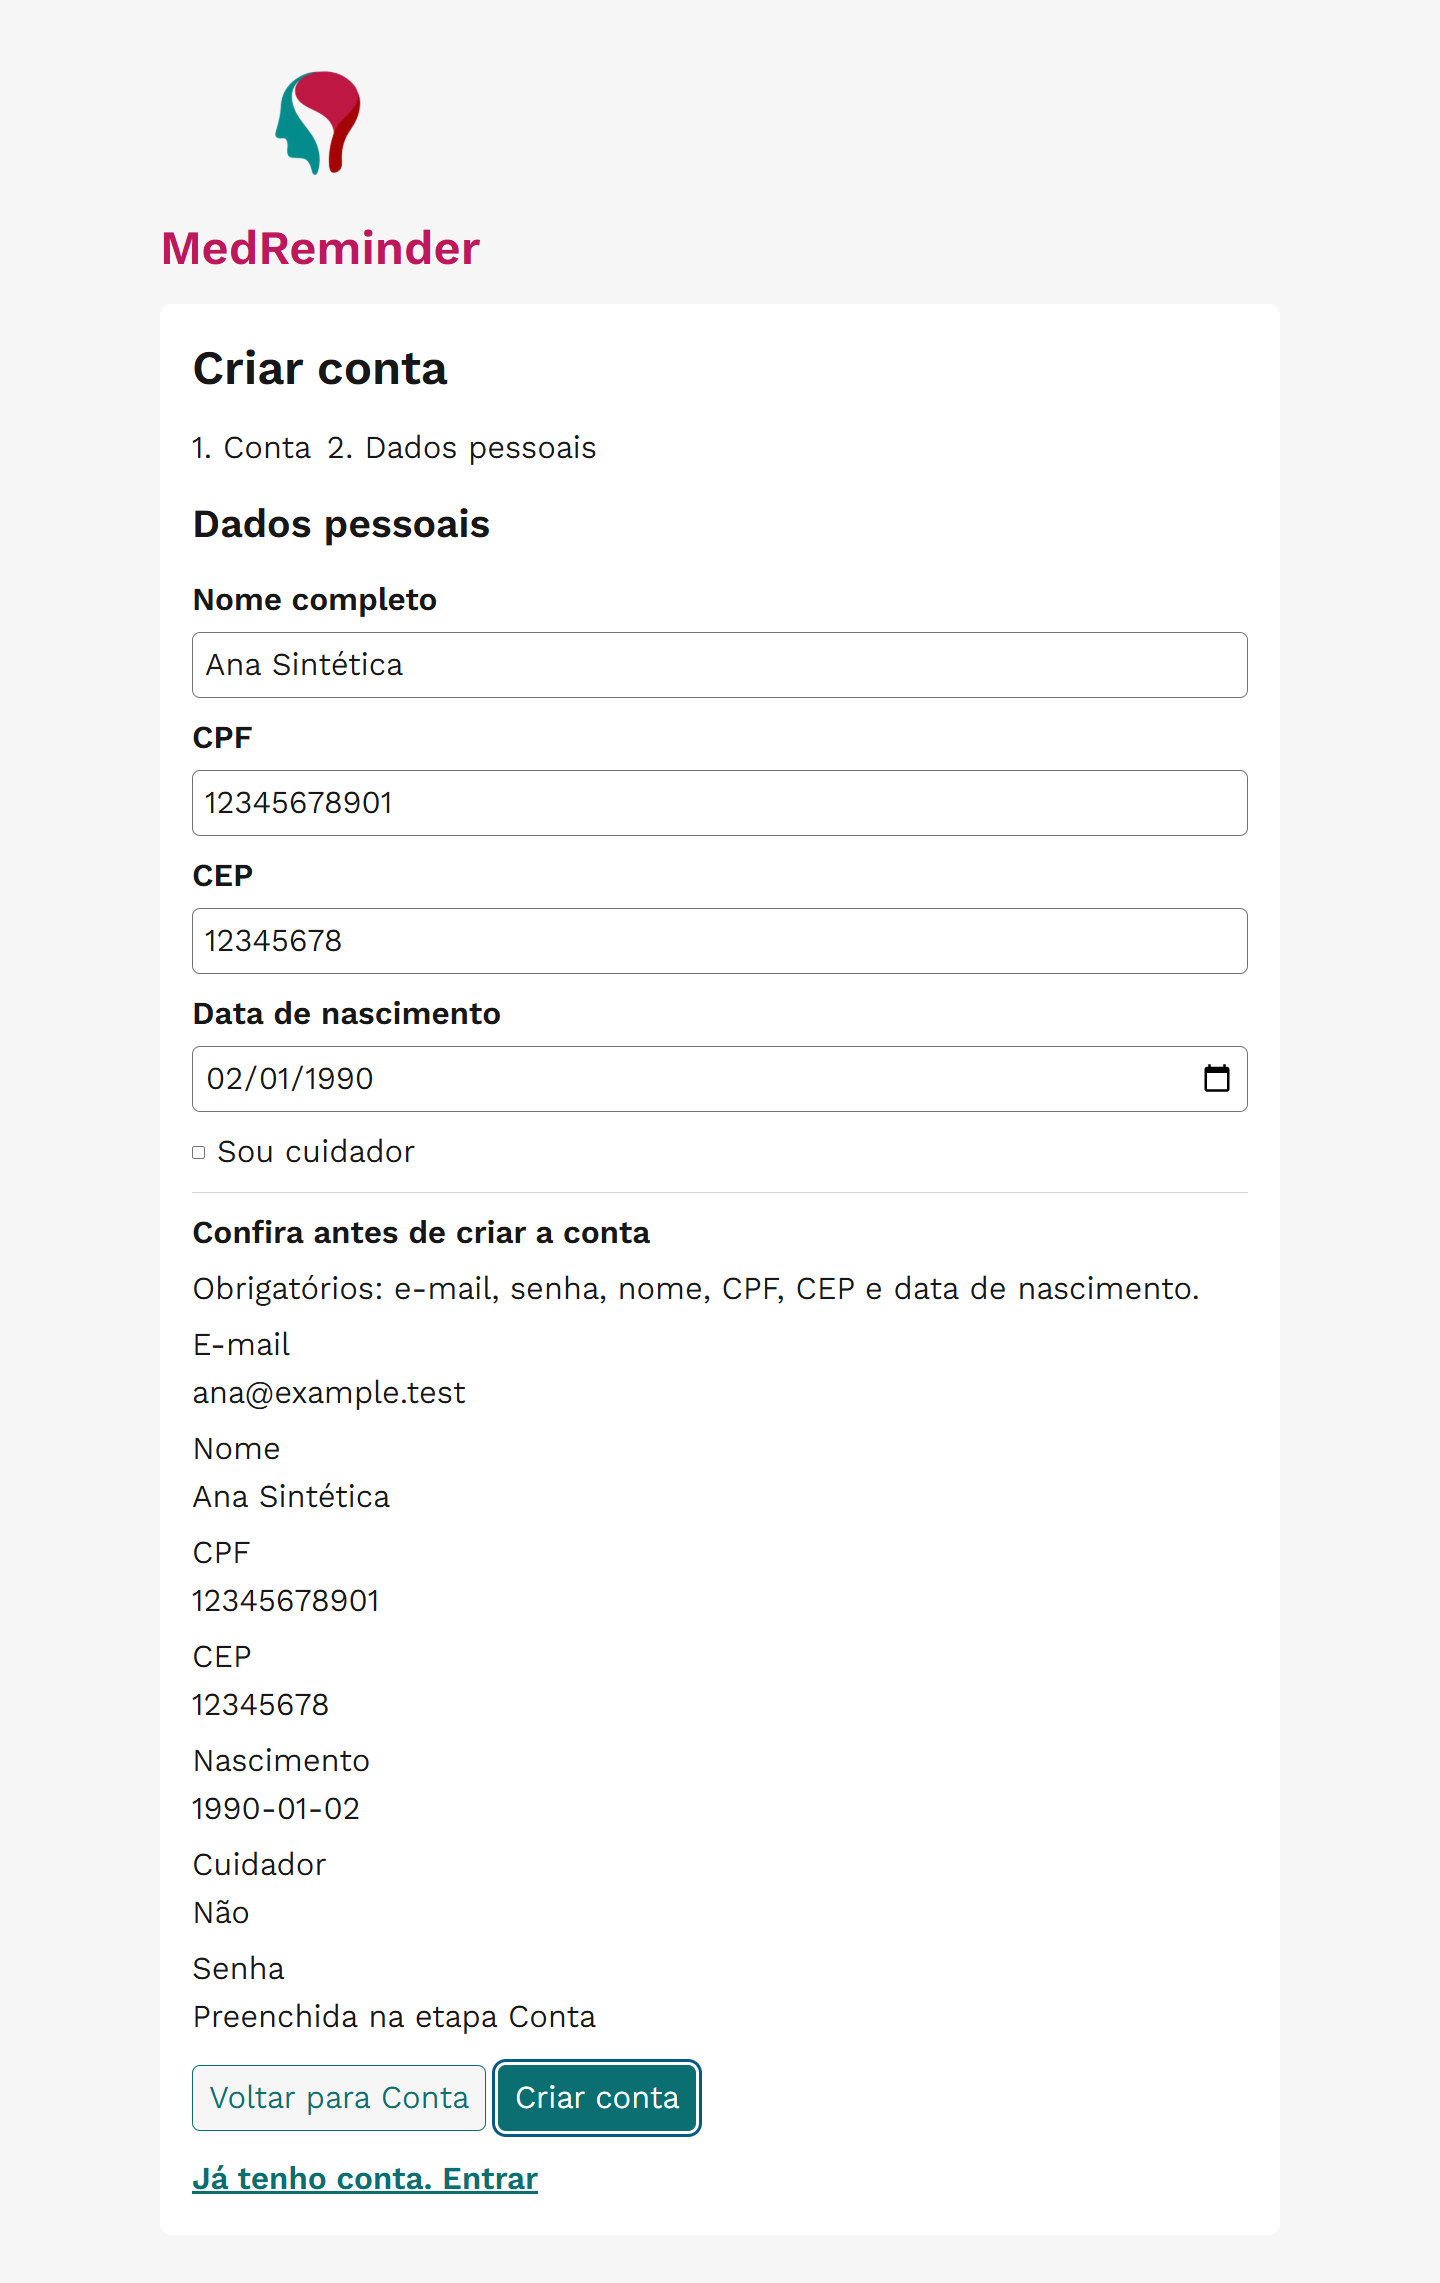 MedReminder
Criar conta
1. Conta 2. Dados pessoais
Dados pessoais
Nome completo
Ana Sintética
CPF
12345678901
CEP
12345678
Data de nascimento
02/01/1990
Sou cuidador
Confira antes de criar a conta
Obrigatórios: e-mail, senha, nome, CPF, CEP e data de nascimento.
E-mail
ana@example.test
Nome
Ana Sintética
CPF
12345678901
CEP
12345678
Nascimento
1990-01-02
Cuidador
Não
Senha
Preenchida na etapa Conta
Voltar para Conta Criar conta
Já tenho conta. Entrar